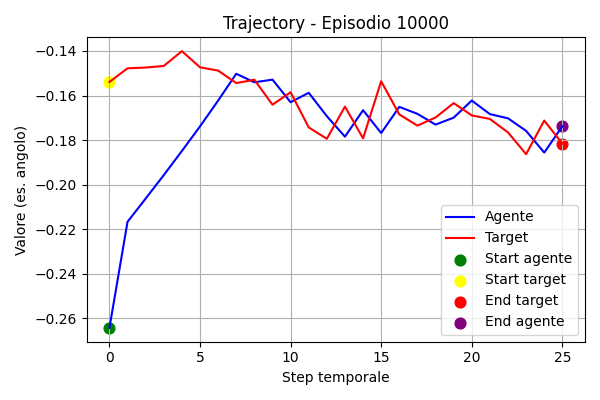 Trajectory - Episodio 10000
Valore (es. angolo)
−0.14
−0.16
−0.18
−0.20
−0.22
−0.24
−0.26
Agente
Target
Start agente
Start target
End target
End agente
0 5 10 15 20 25
Step temporale